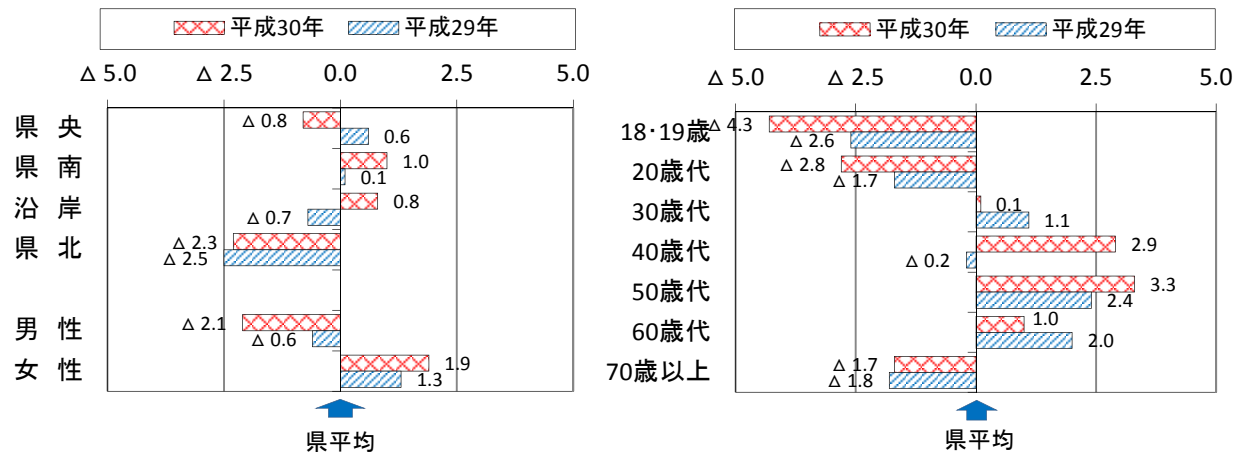 平成30年 平成29年
△ 5.0 △ 2.5 0.0 2.5 5.0
県 央 △ 0.8
0.6
県 南 1.0
0.1
沿 岸 0.8
△ 0.7
県 北 △ 2.3
△ 2.5
男 性 △ 2.1
△ 0.6
女 性 1.9
1.3
県平均
平成30年 平成29年
△ 5.0 △ 2.5 0.0 2.5 5.0
18･19歳 △ 4.3
△ 2.6
20歳代 △ 2.8
△ 1.7
30歳代 0.1
1.1
40歳代 2.9
△ 0.2
50歳代 3.3
2.4
60歳代 1.0
2.0
70歳以上 △ 1.7
△ 1.8
県平均